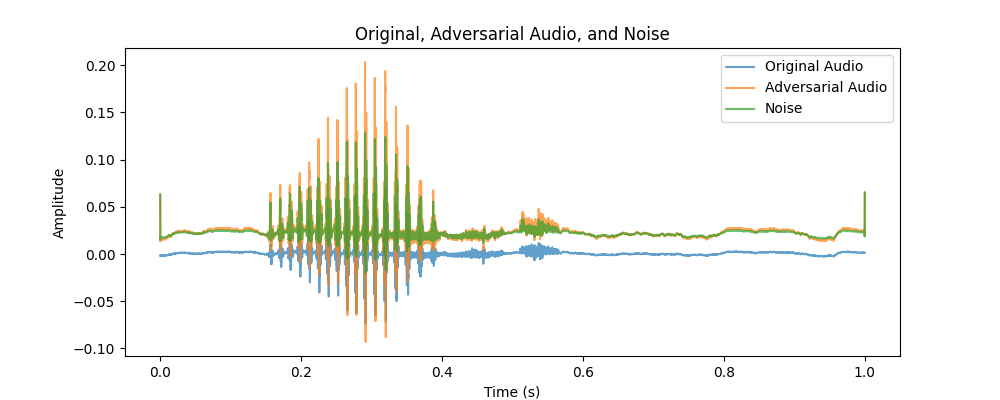 Original, Adversarial Audio, and Noise
Original Audio
Adversarial Audio
Noise
Amplitude
0.20
0.15
0.10
0.05
0.00
−0.05
−0.10
0.0 0.2 0.4 0.6 0.8 1.0
Time (s)